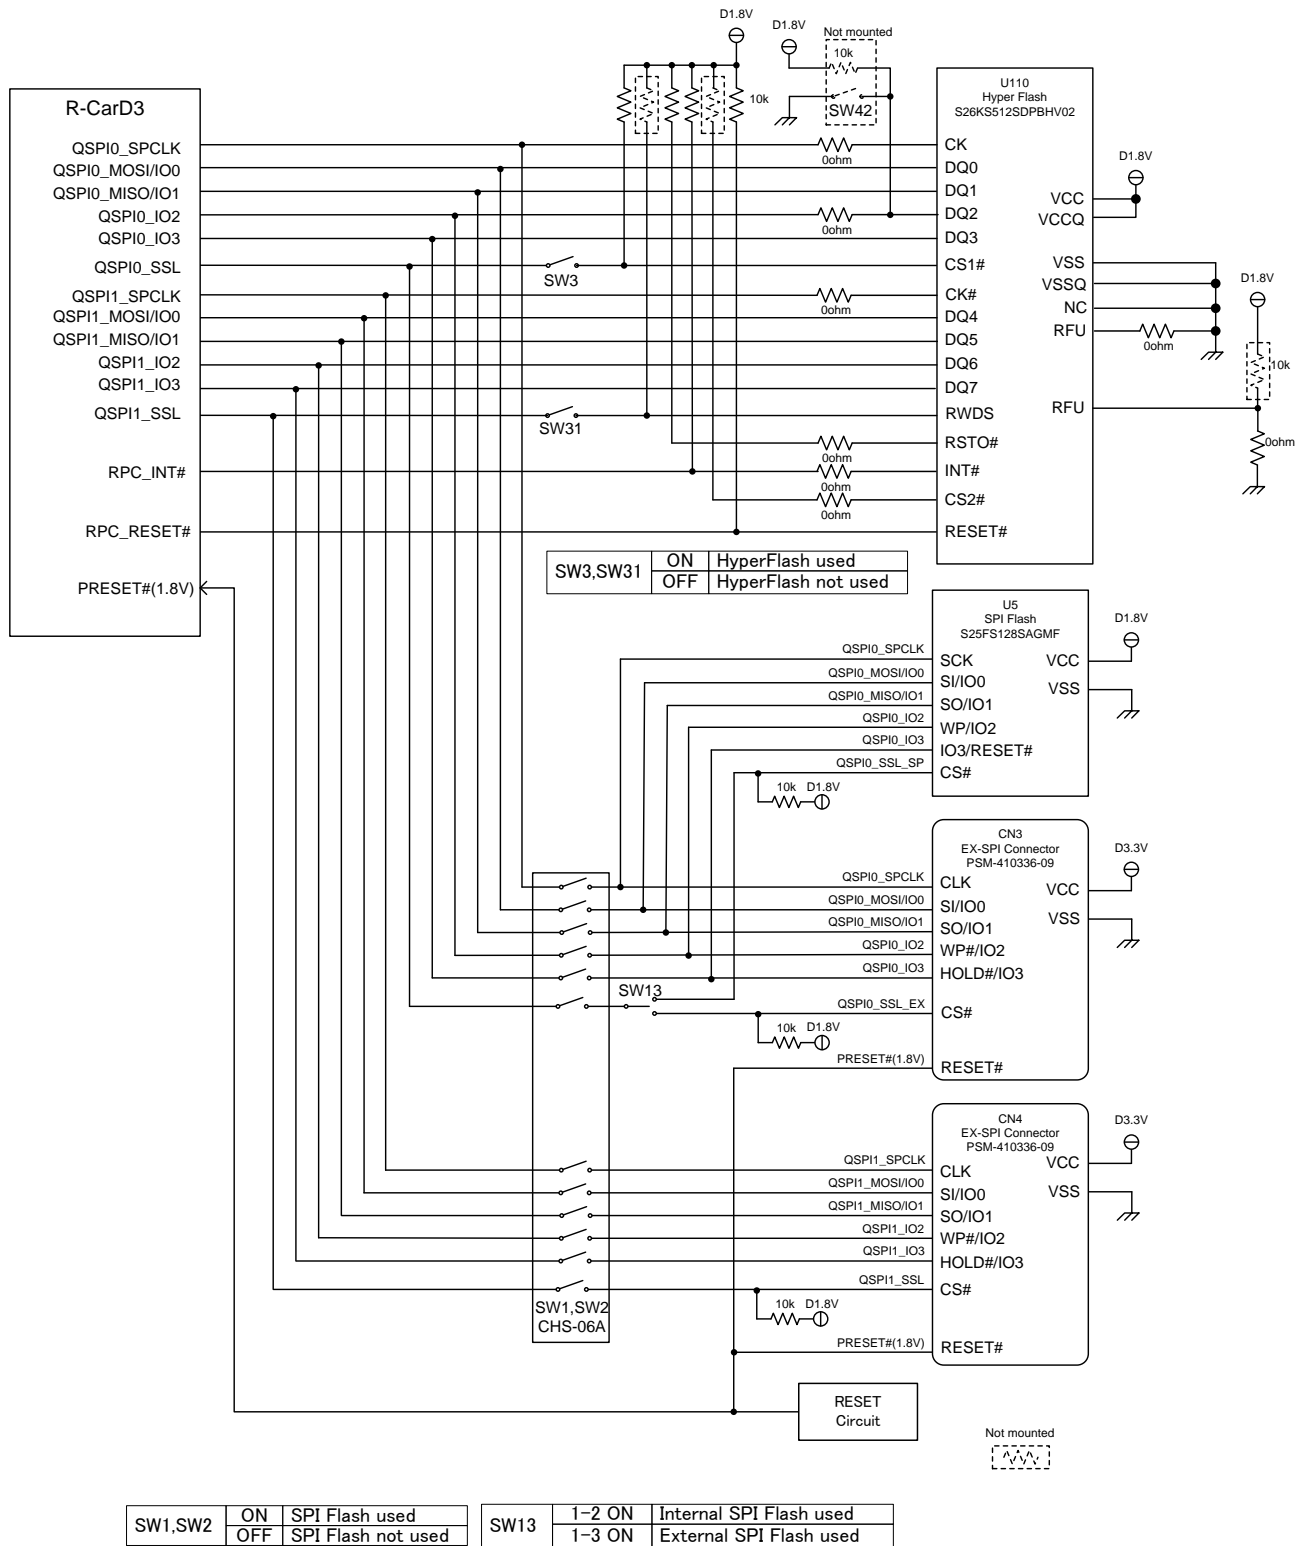 D1.8V
D1.8V
Not mounted
10k
10k
SW42
R-CarD3
QSPI0_SPCLK
QSPI0_MOSI/IO0
QSPI0_MISO/IO1
QSPI0_IO2
QSPI0_IO3
QSPI0_SSL
QSPI1_SPCLK
QSPI1_MOSI/IO0
QSPI1_MISO/IO1
QSPI1_IO2
QSPI1_IO3
QSPI1_SSL
RPC_INT#
RPC_RESET#
PRESET#(1.8V)
SW3
SW31
0ohm
0ohm
0ohm
0ohm
0ohm
0ohm
U110
Hyper Flash
S26KS512SDPBHV02
CK
DQ0
DQ1
DQ2
DQ3
CS1#
CK#
DQ4
DQ5
DQ6
DQ7
RWDS
RSTO#
INT#
CS2#
RESET#
VCC
VCCQ
VSS
VSSQ
NC
RFU
RFU
D1.8V
0ohm
D1.8V
10k
0ohm
SW3,SW31
ON HyperFlash used
OFF HyperFlash not used
U5
SPI Flash
S25FS128SAGMF
QSPI0_SPCLK
QSPI0_MOSI/IO0
QSPI0_MISO/IO1
QSPI0_IO2
QSPI0_IO3
QSPI0_SSL_SP
SCK
SI/IO0
SO/IO1
WP/IO2
IO3/RESET#
CS#
VCC
VSS
D1.8V
10k D1.8V
CN3
EX-SPI Connector
PSM-410336-09
QSPI0_SPCLK
QSPI0_MOSI/IO0
QSPI0_MISO/IO1
QSPI0_IO2
QSPI0_IO3
QSPI0_SSL_EX
PRESET#(1.8V)
CLK
SI/IO0
SO/IO1
WP#/IO2
HOLD#/IO3
CS#
RESET#
VCC
VSS
D3.3V
SW13
10k D1.8V
CN4
EX-SPI Connector
PSM-410336-09
QSPI1_SPCLK
QSPI1_MOSI/IO0
QSPI1_MISO/IO1
QSPI1_IO2
QSPI1_IO3
QSPI1_SSL
PRESET#(1.8V)
CLK
SI/IO0
SO/IO1
WP#/IO2
HOLD#/IO3
CS#
RESET#
VCC
VSS
D3.3V
10k D1.8V
SW1,SW2
CHS-06A
RESET
Circuit
Not mounted
SW1,SW2
ON SPI Flash used
OFF SPI Flash not used
SW13
1-2 ON Internal SPI Flash used
1-3 ON External SPI Flash used